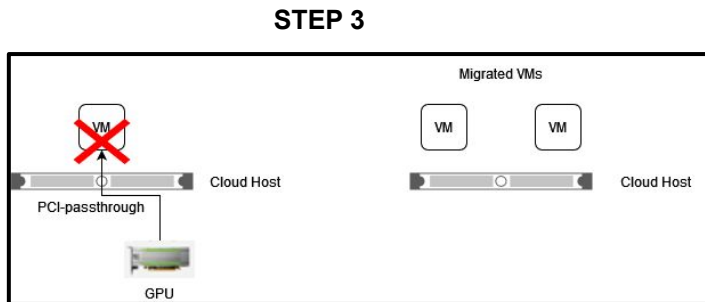 STEP 3
Migrated VMs
VM
VM
VM
Cloud Host
Cloud Host
PCI-passthrough
GPU